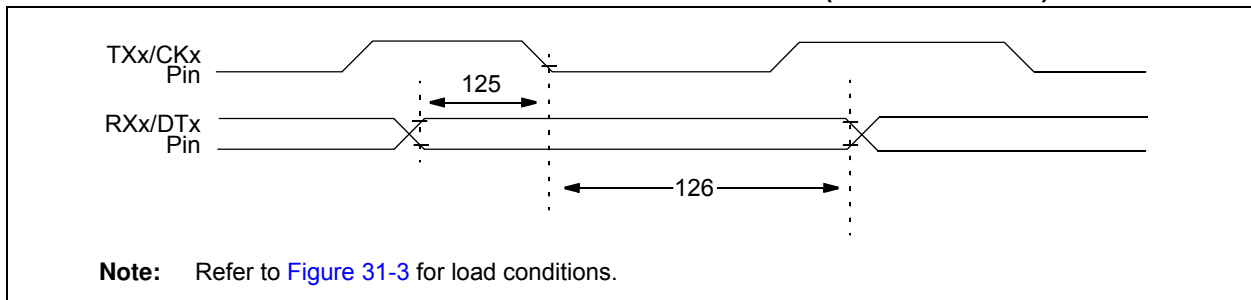 TXx/CKx
Pin
125
RXx/DTx
Pin
126
Note: Refer to Figure 31-3 for load conditions.